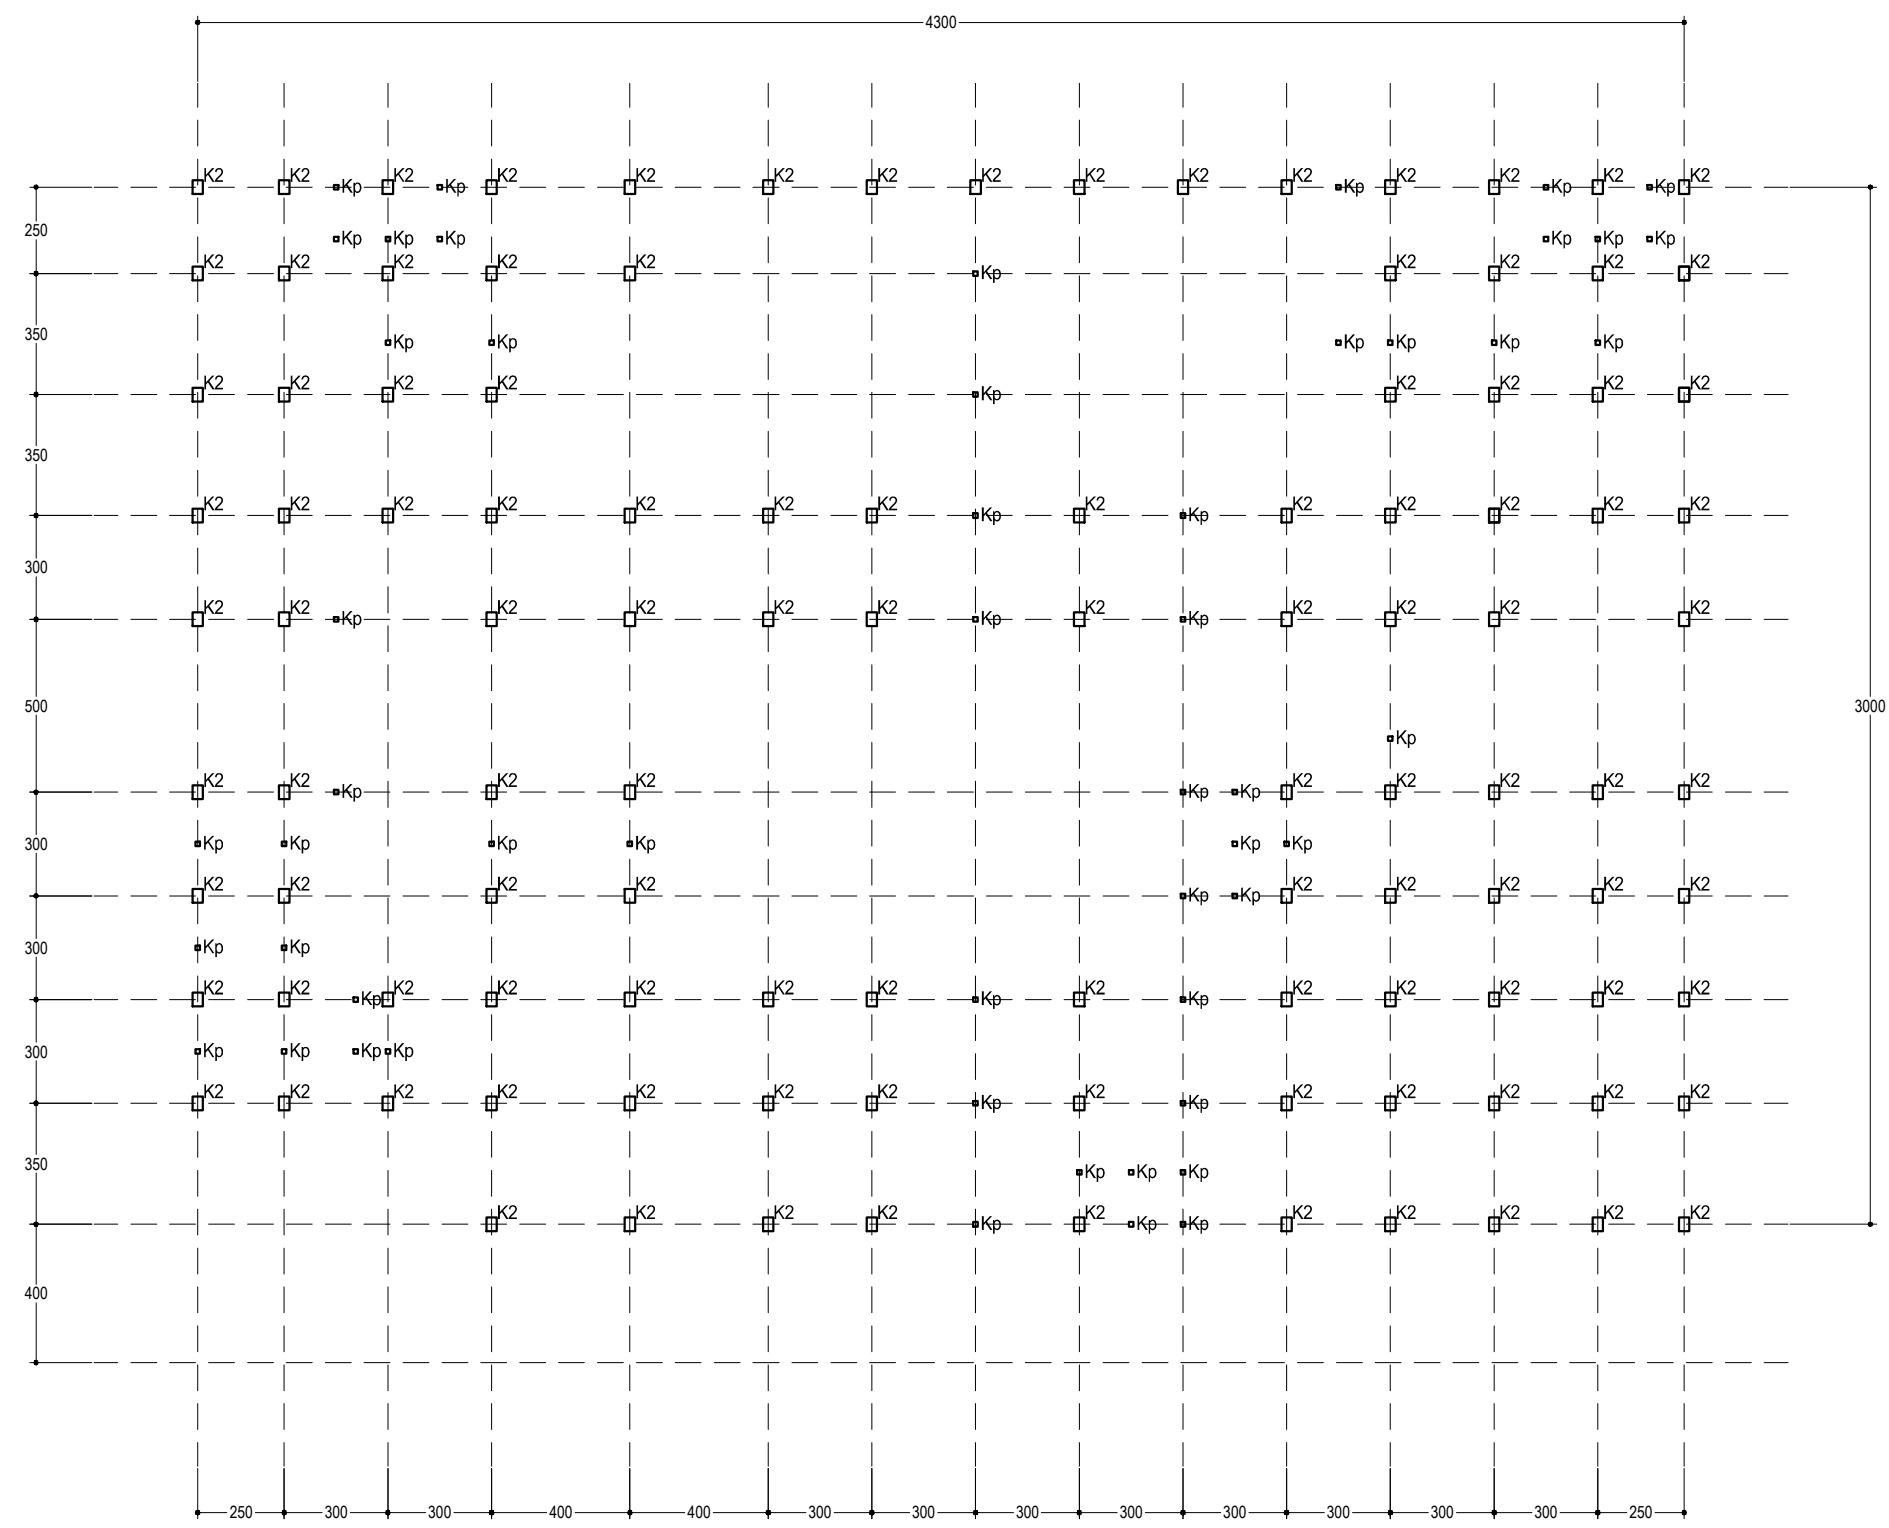 4300
K2 K2 Kp K2 Kp K2 K2 K2 K2 K2 K2 K2 K2 Kp K2 K2 Kp K2 Kp K2
250
Kp Kp Kp Kp Kp Kp
K2 K2 K2 K2 K2 Kp K2 K2 K2 K2
350
Kp Kp Kp Kp Kp Kp
K2 K2 K2 K2 Kp K2 K2 K2 K2
350
K2 K2 K2 K2 K2 K2 K2 Kp K2 Kp K2 K2 K2 K2 K2
300
K2 K2 Kp K2 K2 K2 K2 Kp K2 Kp K2 K2 K2 K2
500 3000
Kp
K2 K2 Kp K2 K2 Kp Kp K2 K2 K2 K2 K2
300 Kp Kp Kp Kp Kp Kp
K2 K2 K2 K2 Kp Kp K2 K2 K2 K2 K2
300 Kp Kp
K2 K2 Kp K2 K2 K2 K2 K2 Kp K2 Kp K2 K2 K2 K2 K2
300 Kp Kp Kp Kp
K2 K2 K2 K2 K2 K2 K2 Kp K2 Kp K2 K2 K2 K2 K2
350 Kp Kp Kp
K2 K2 K2 K2 Kp K2 Kp Kp K2 K2 K2 K2 K2
400
250 300 300 400 400 300 300 300 300 300 300 300 300 250